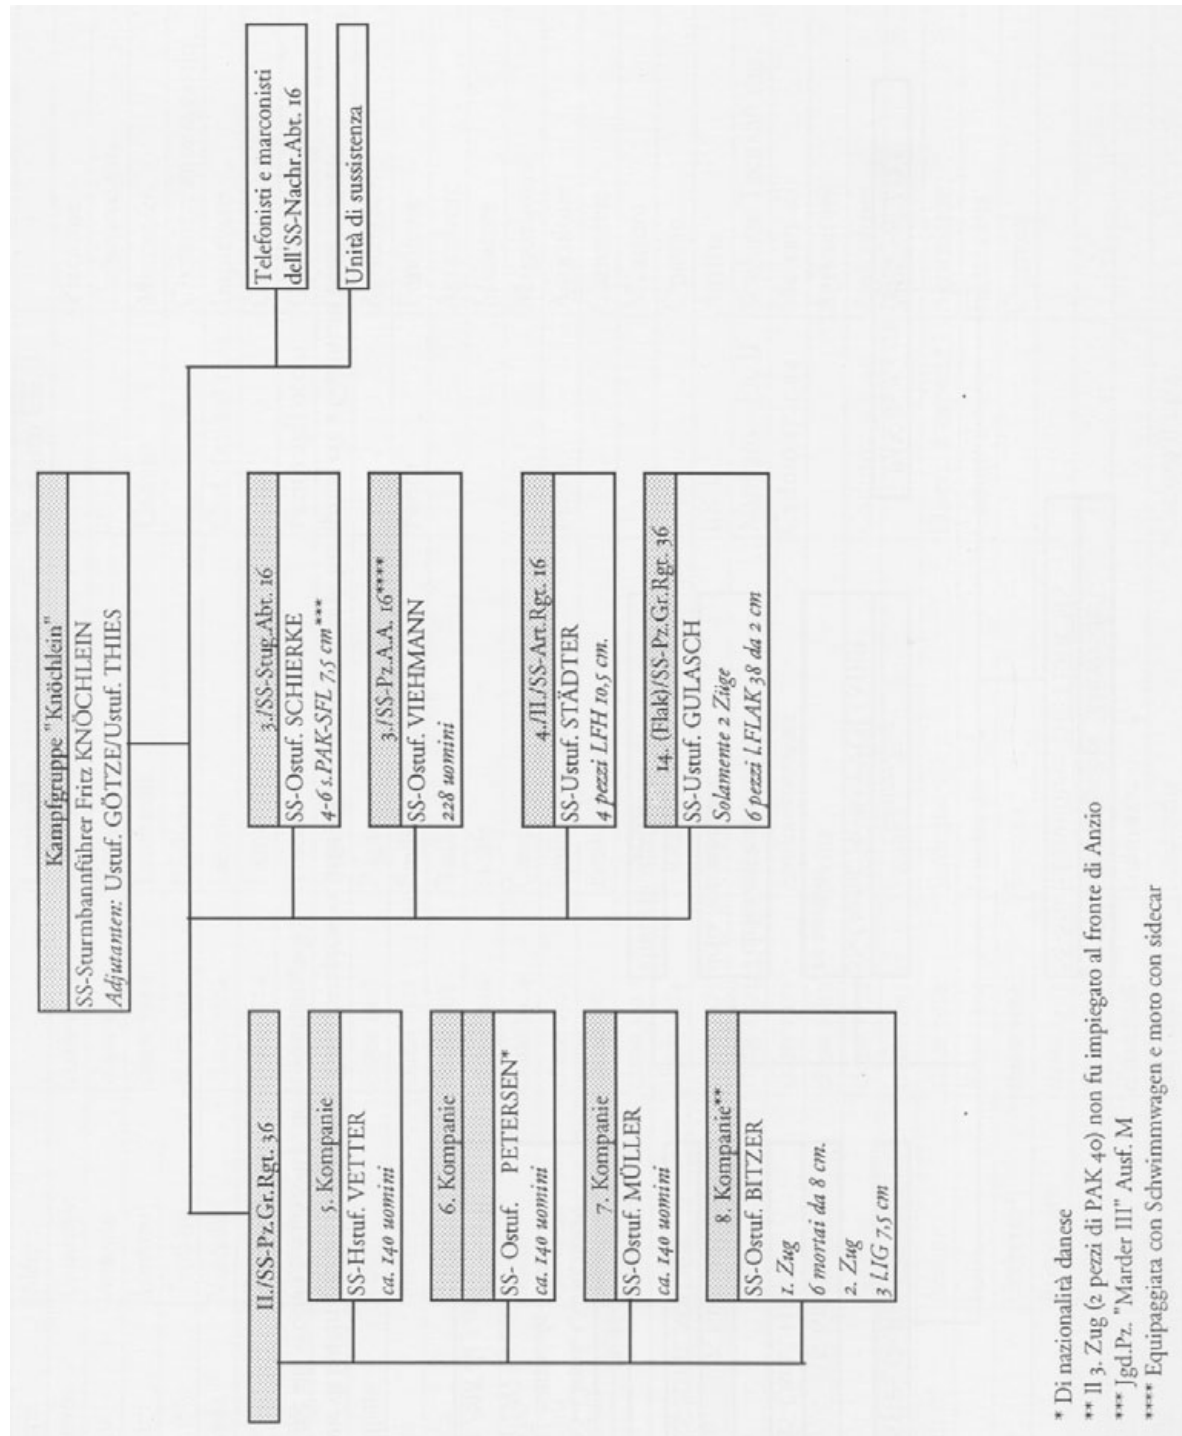 Kampfgruppe "Knöchlein"
SS-Sturmbannführer Fritz KNÖCHLEIN
Adjutanten: Ustuf. GÖTZE/Ustuf. THIES
II./SS-Pz.Gr.Rgt. 36
5. Kompanie
SS-Hstuf. VETTER
ca. 140 uomini
6. Kompanie
SS- Ostuf. PETERSEN*
ca. 140 uomini
7. Kompanie
SS-Ostuf. MÜLLER
ca. 140 uomini
8. Kompanie**
SS-Ostuf. BITZER
1. Zug
6 mortai da 8 cm.
2. Zug
3 LIG 7,5 cm
3./SS-Stug.Abt. 16
SS-Ostuf. SCHIERKE
4-6 s.PAK-SFL 7,5 cm***
3./SS-Pz.A.A. 16****
SS-Ostuf. VIEHMANN
228 uomini
4./II./SS-Art.Rgt. 16
SS-Ustuf. STÄDTER
4 pezzi LFH 10,5 cm.
14. (Flak)/SS-Pz.Gr.Rgt. 36
SS-Ustuf. GULASCH
Solamente 2 Züge
6 pezzi l.FLAK 38 da 2 cm
Telefonisti e marconisti
dell'SS-Nachr.Abt. 16
Unità di sussistenza
* Di nazionalità danese
** Il 3. Zug (2 pezzi di PAK 40) non fu impiegato al fronte di Anzio
*** Jgd.Pz. "Marder III" Ausf. M
**** Equipaggiata con Schwimmwagen e moto con sidecar